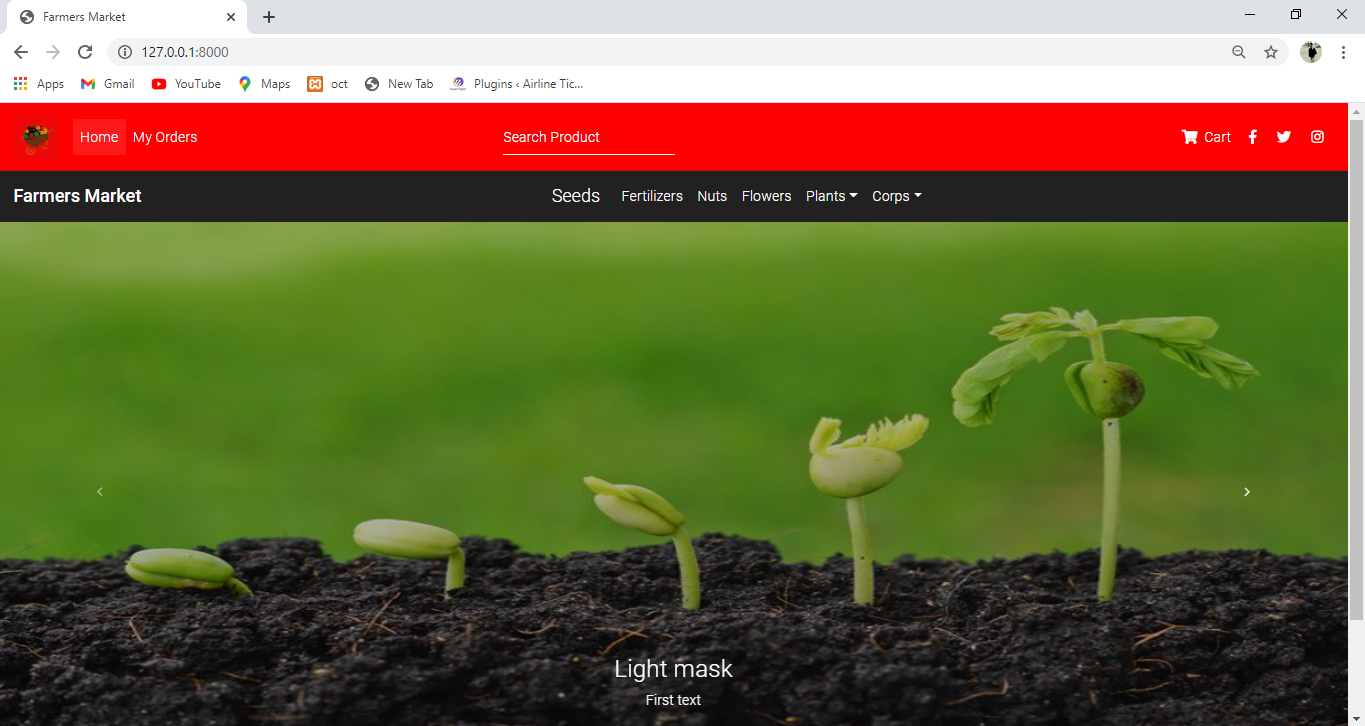 Farmers Market
127.0.0.1:8000
Apps Gmail YouTube Maps oct New Tab Plugins ‹ Airline Tic...
Home My Orders Search Product Cart
Farmers Market Seeds Fertilizers Nuts Flowers Plants Corps
Light mask
First text